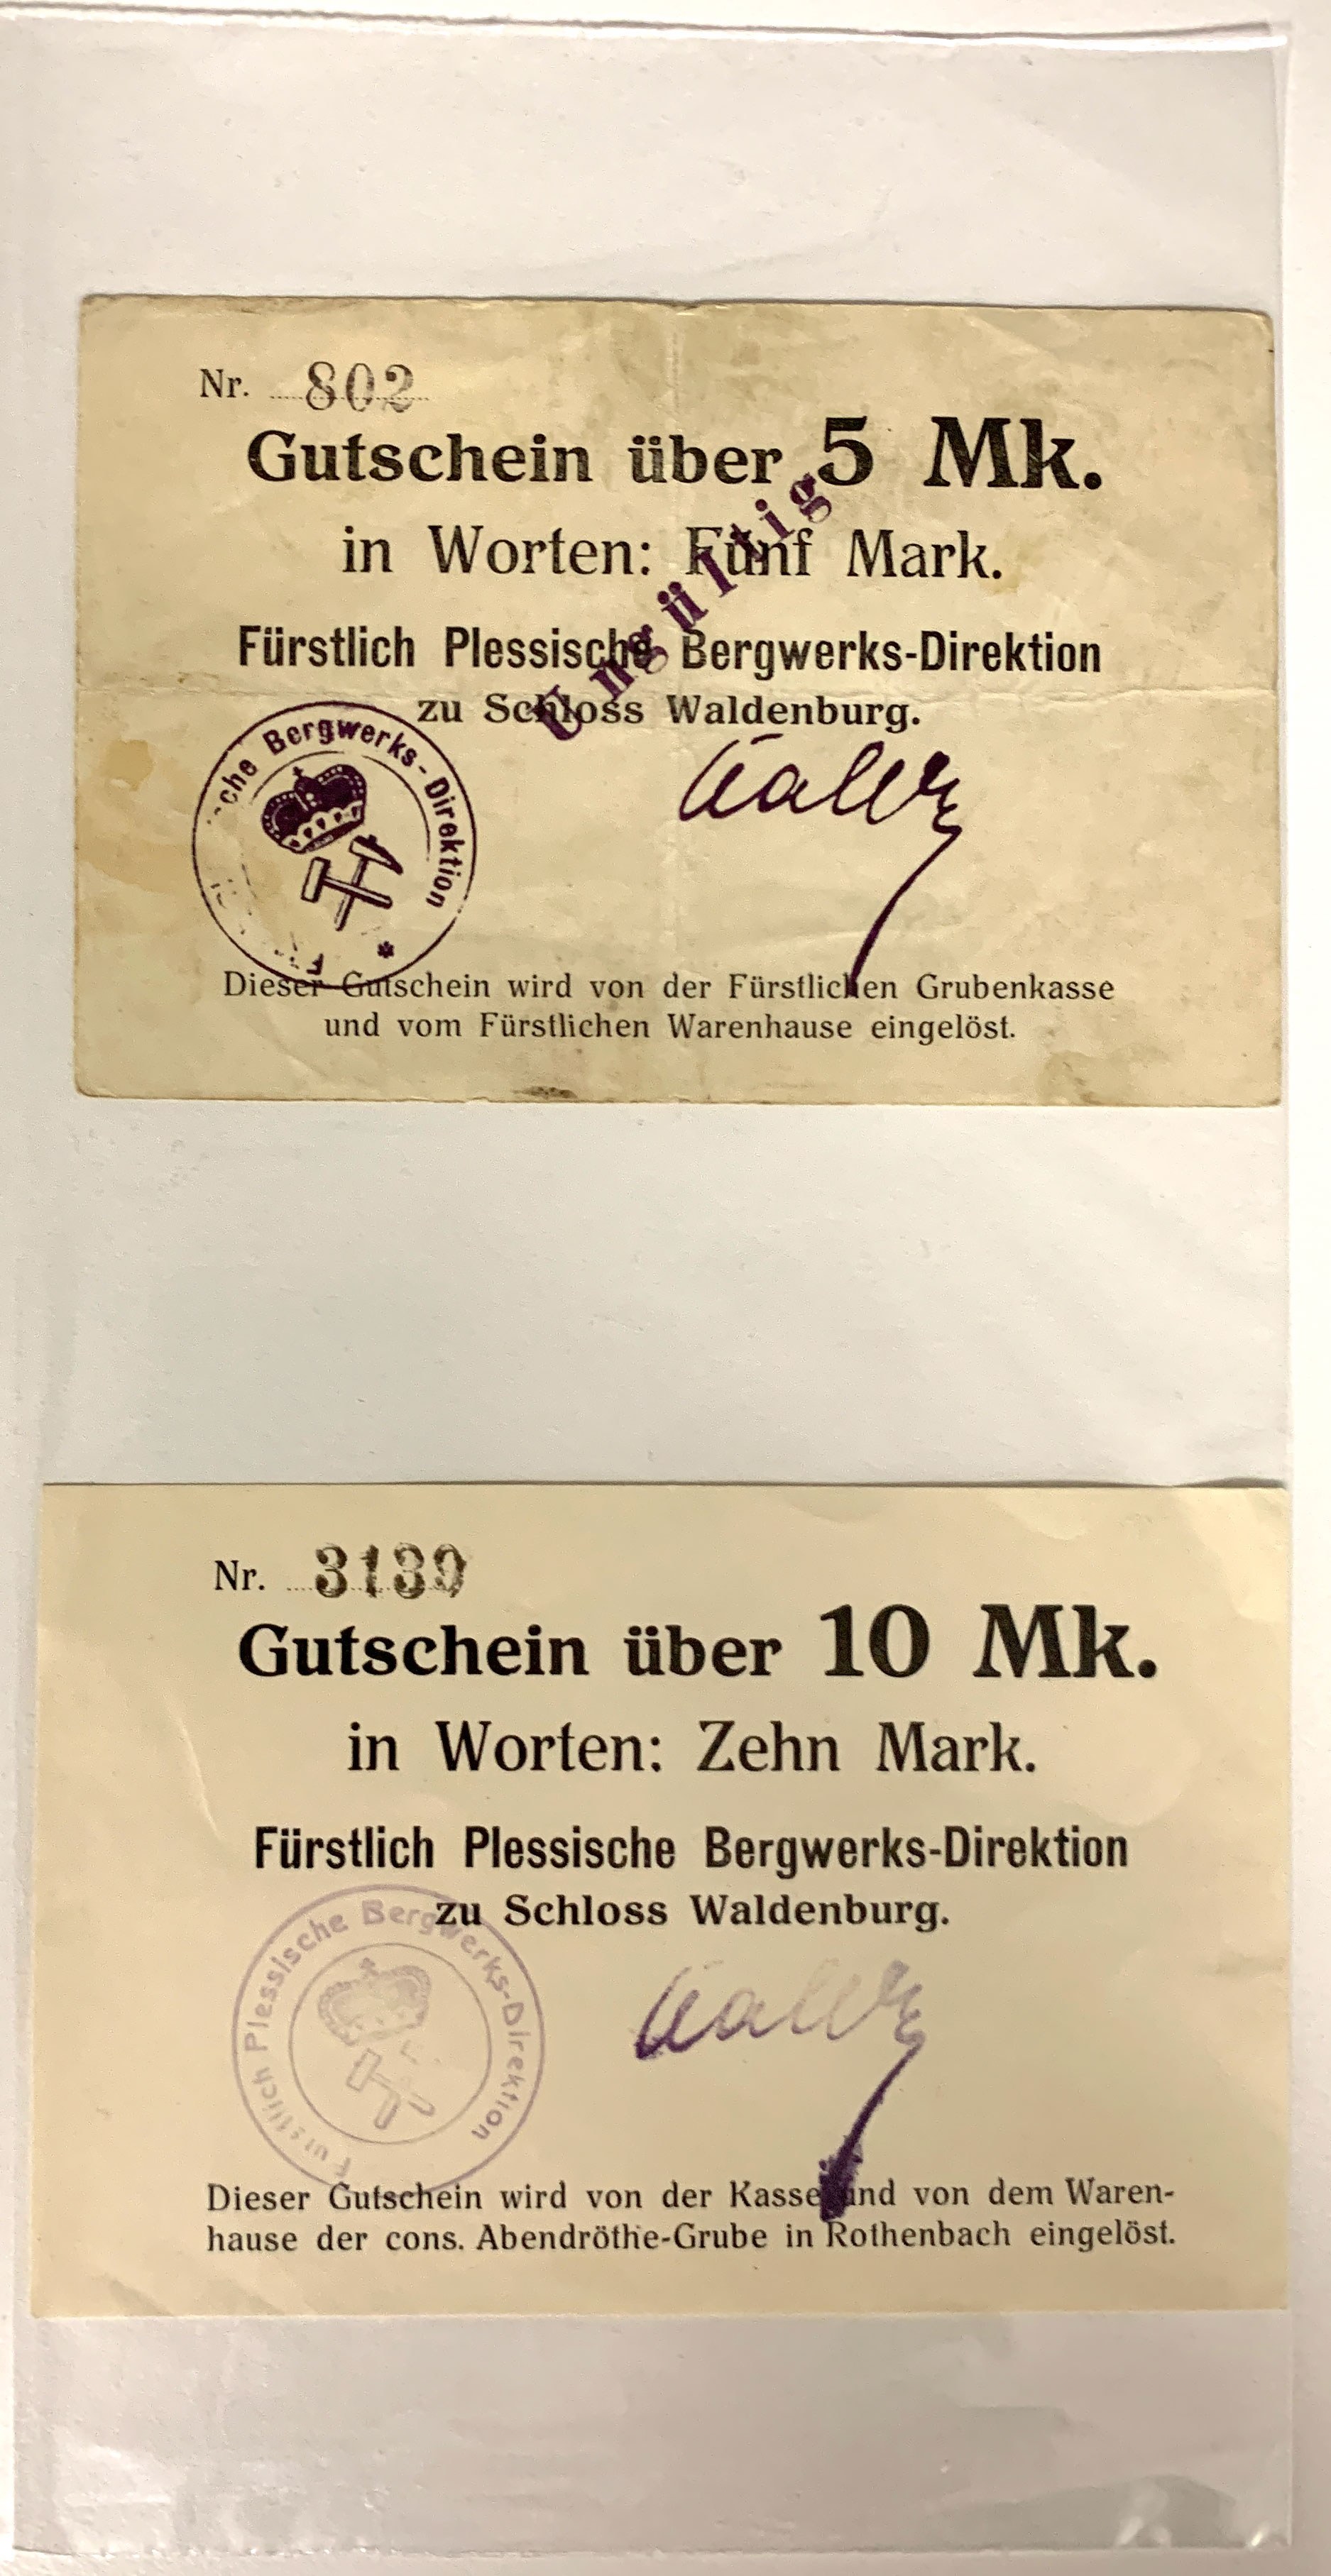 Nr. 802
Gutschein über 5 Mk.
in Worten: Fünf Mark.
Ungültig
Fürstlich Plessische Bergwerks-Direktion
zu Schloss Waldenburg.
sche Bergwerks-Direktion
Dieser Gutschein wird von der Fürstlichen Grubenkasse
und vom Fürstlichen Warenhause eingelöst.
Nr. 3139
Gutschein über 10 Mk.
in Worten: Zehn Mark.
Fürstlich Plessische Bergwerks-Direktion
zu Schloss Waldenburg.
Fürstlich Plessische Bergwerks-Direktion
Dieser Gutschein wird von der Kasse und von dem Waren-
hause der cons. Abendröthe-Grube in Rothenbach eingelöst.